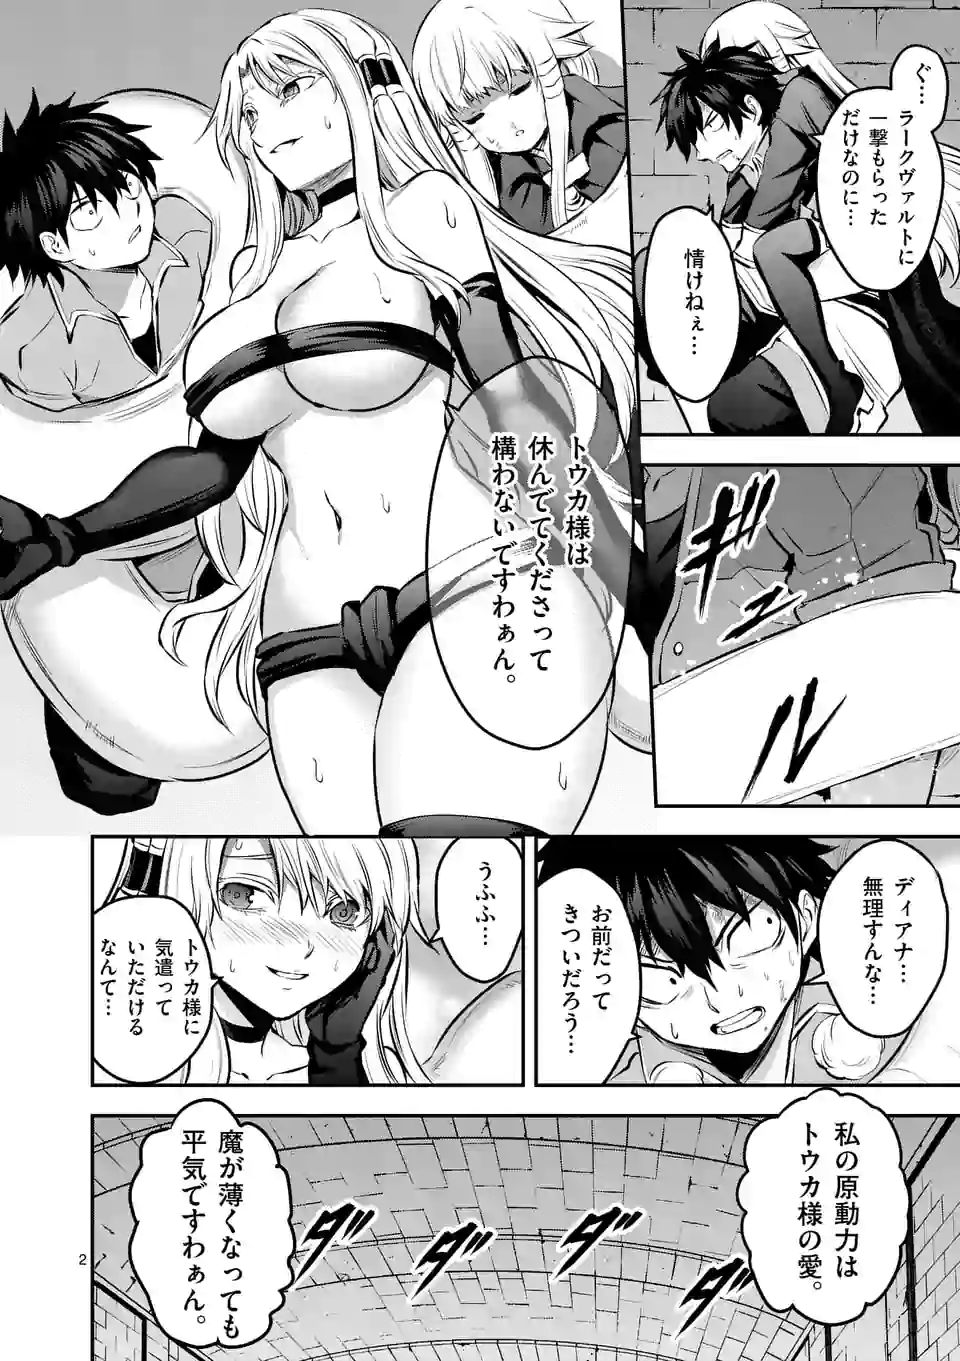 ぐ…
ラークヴァルトに
一撃もらった
だけなのに…
情けねぇ…
ギュ
ル
トウカ様は
休んでてくださって
構わないですわぁん。
ディアナ…
無理すんな…
お前だって
きついだろう…
うふふ…
トウカ様に
気遣って
いただける
なんて…
私の原動力は
トウカ様の愛。
ダ
ダ
ダ
ダ
魔が薄くなっても
平気ですわぁん。
2